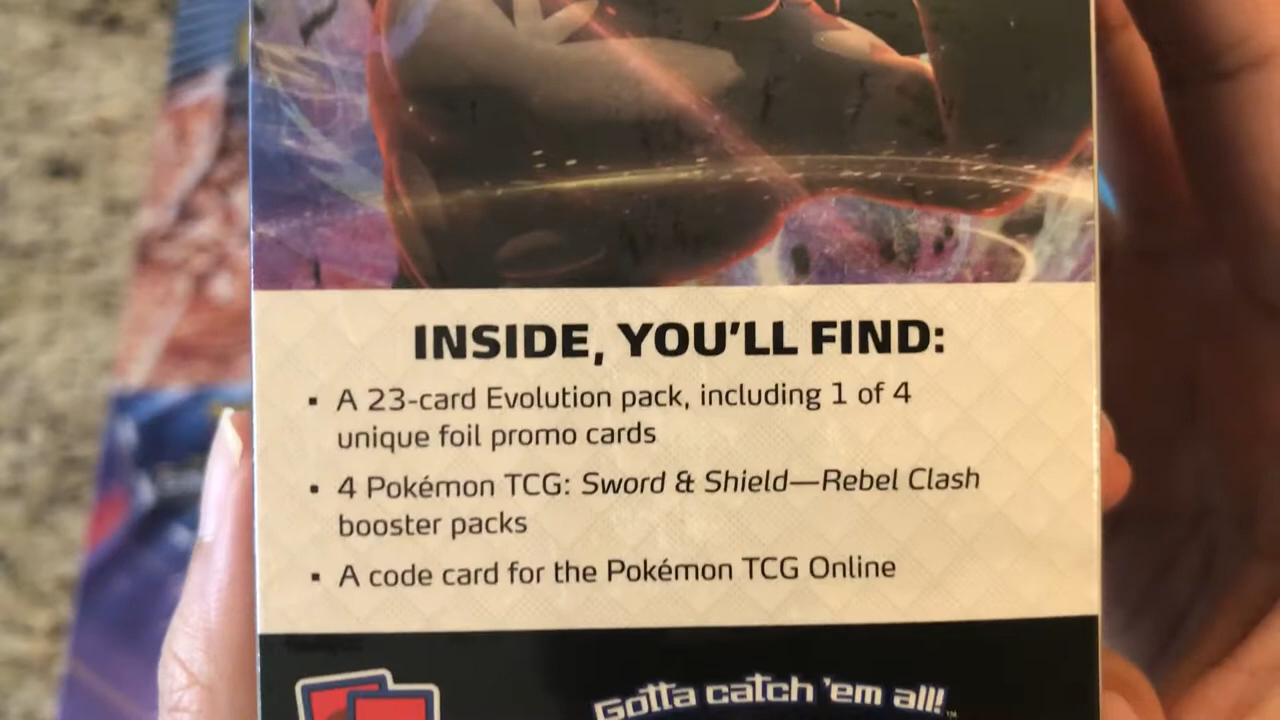 INSIDE, YOU'LL FIND:
▪ A 23-card Evolution pack, including 1 of 4
unique foil promo cards
▪ 4 Pokémon TCG: Sword & Shield—Rebel Clash
booster packs
▪ A code card for the Pokémon TCG Online
Gotta catch 'em all!™